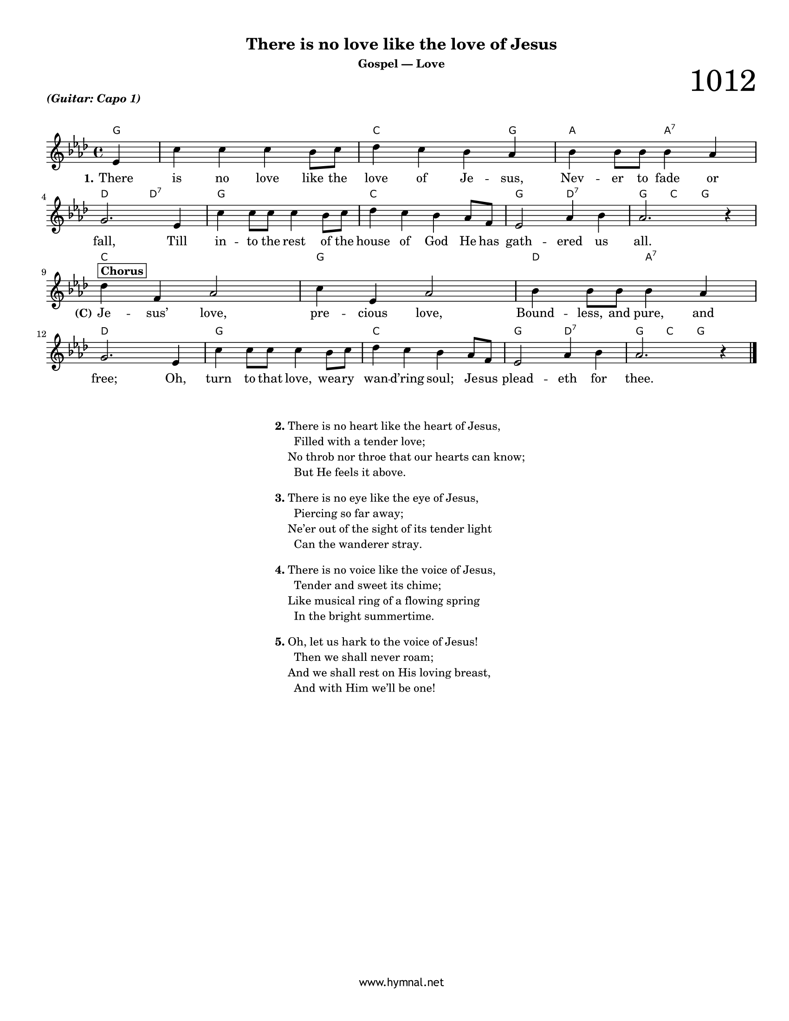 There is no love like the love of Jesus
Gospel — Love
1012
(Guitar: Capo 1)
G C G A A7
1. There is no love like the love of Je - sus, Nev - er to fade or
4 D D7 G C G D7 G C G
fall, Till in - to the rest of the house of God He has gath - ered us all.
9 C G D A7
Chorus
(C) Je - sus' love, pre - cious love, Bound - less, and pure, and
12 D G C G D7 G C G
free; Oh, turn to that love, weary wand'ring soul; Jesus plead - eth for thee.
2. There is no heart like the heart of Jesus,
Filled with a tender love;
No throb nor throe that our hearts can know;
But He feels it above.
3. There is no eye like the eye of Jesus,
Piercing so far away;
Ne'er out of the sight of its tender light
Can the wanderer stray.
4. There is no voice like the voice of Jesus,
Tender and sweet its chime;
Like musical ring of a flowing spring
In the bright summertime.
5. Oh, let us hark to the voice of Jesus!
Then we shall never roam;
And we shall rest on His loving breast,
And with Him we'll be one!
www.hymnal.net